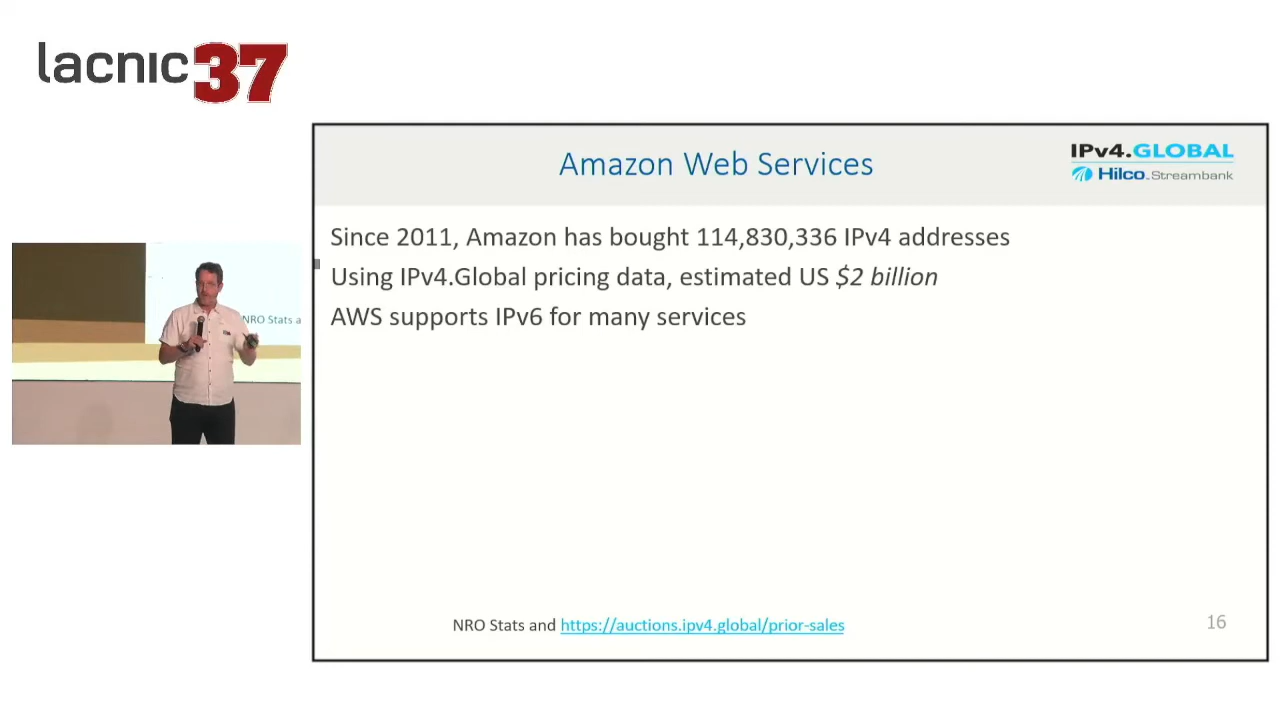 lacnic 37
Amazon Web Services
IPv4.GLOBAL
Hilco Streambank
Since 2011, Amazon has bought 114,830,336 IPv4 addresses
Using IPv4.Global pricing data, estimated US $2 billion
AWS supports IPv6 for many services
NRO Stats a
NRO Stats and https://auctions.ipv4.global/prior-sales
16